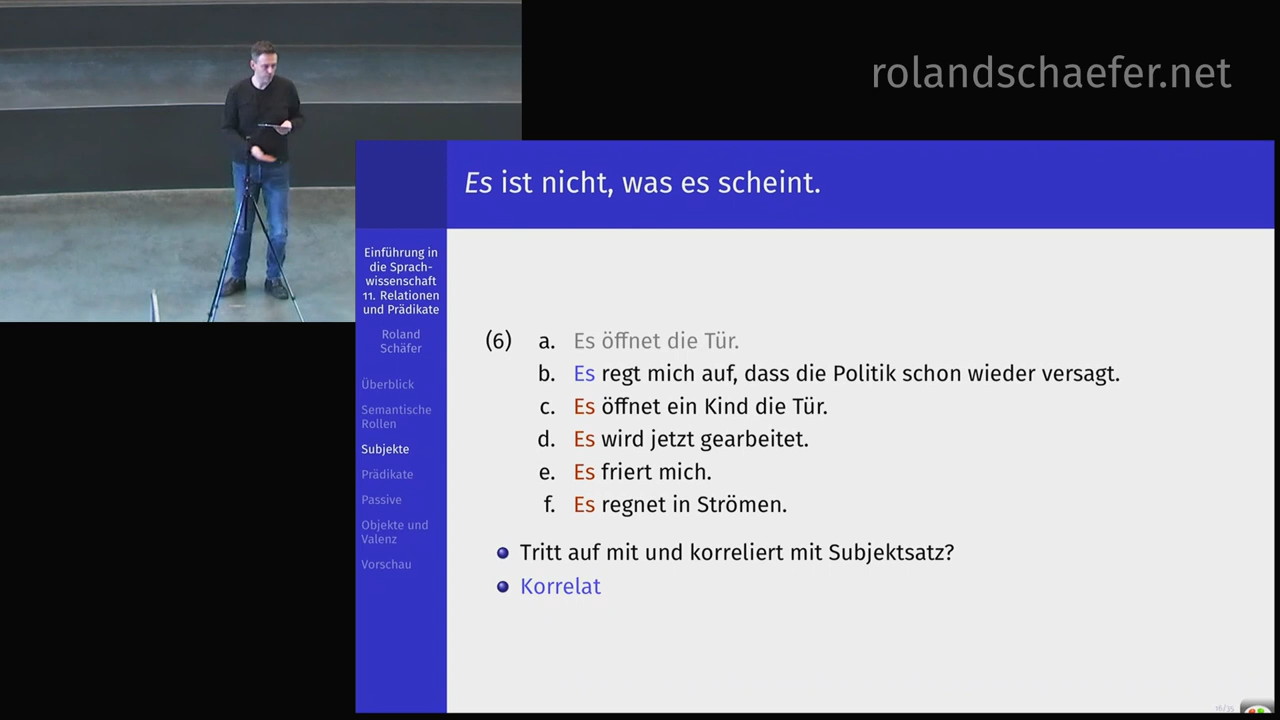 rolandschaefer.net
Es ist nicht, was es scheint.
Einführung in
die Sprach-
wissenschaft
11. Relationen
und Prädikate
Roland
Schäfer
Überblick
Semantische
Rollen
Subjekte
Prädikate
Passive
Objekte und
Valenz
Vorschau
(6) a. Es öffnet die Tür.
b. Es regt mich auf, dass die Politik schon wieder versagt.
c. Es öffnet ein Kind die Tür.
d. Es wird jetzt gearbeitet.
e. Es friert mich.
f. Es regnet in Strömen.
Tritt auf mit und korreliert mit Subjektsatz?
Korrelat
16/35